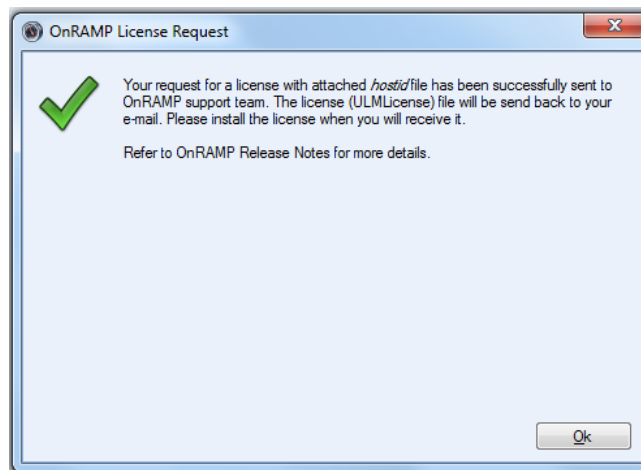 OnRAMP License Request
Your request for a license with attached hostid file has been successfully sent to
OnRAMP support team. The license (ULMLicense) file will be send back to your
e-mail. Please install the license when you will receive it.
Refer to OnRAMP Release Notes for more details.
Ok